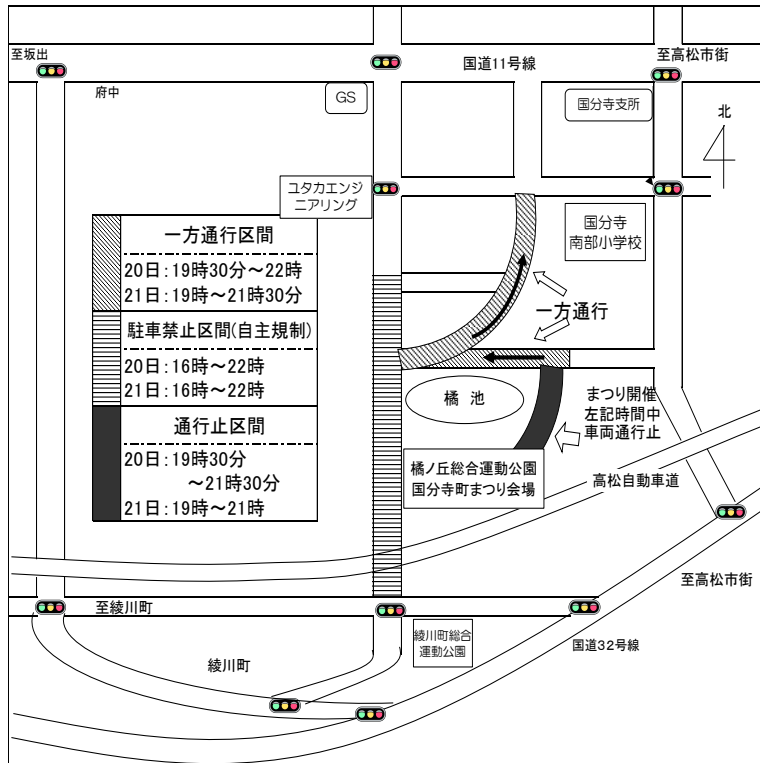 至坂出
国道11号線
至高松市街
府中
GS
国分寺支所
北
ユタカエンジ
ニアリング
国分寺
南部小学校
一方通行区間
20日:19時30分~22時
21日:19時~21時30分
一方通行
駐車禁止区間(自主規制)
20日:16時~22時
21日:16時~22時
橘 池
まつり開催
左記時間中
車両通行止
通行止区間
20日:19時30分
~21時30分
21日:19時~21時
橘ノ丘総合運動公園
国分寺町まつり会場
高松自動車道
至高松市街
至綾川町
綾川町総合
運動公園
国道32号線
綾川町